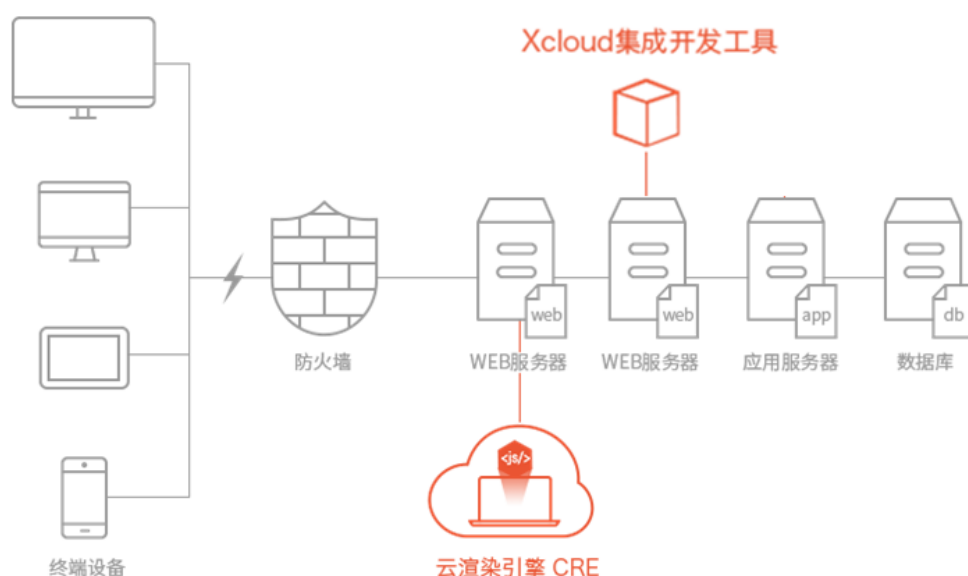 Xcloud集成开发工具
web
web
app
db
防火墙
WEB服务器
WEB服务器
应用服务器
数据库
<js/>
终端设备
云渲染引擎 CRE